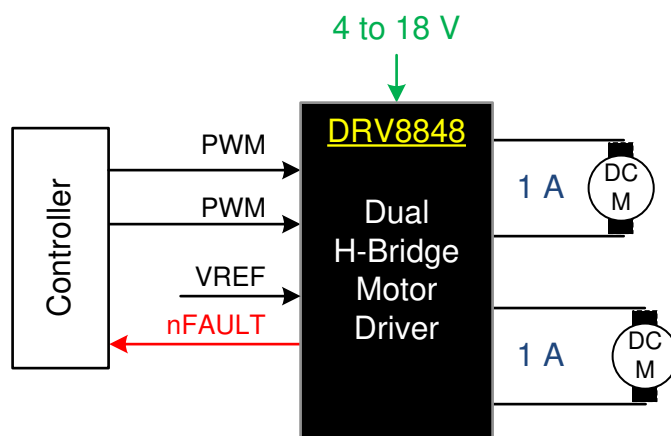 4 to 18 V
DRV8848
Dual
H-Bridge
Motor
Driver
Controller
PWM
PWM
VREF
nFAULT
1 A
DC
M
1 A
DC
M